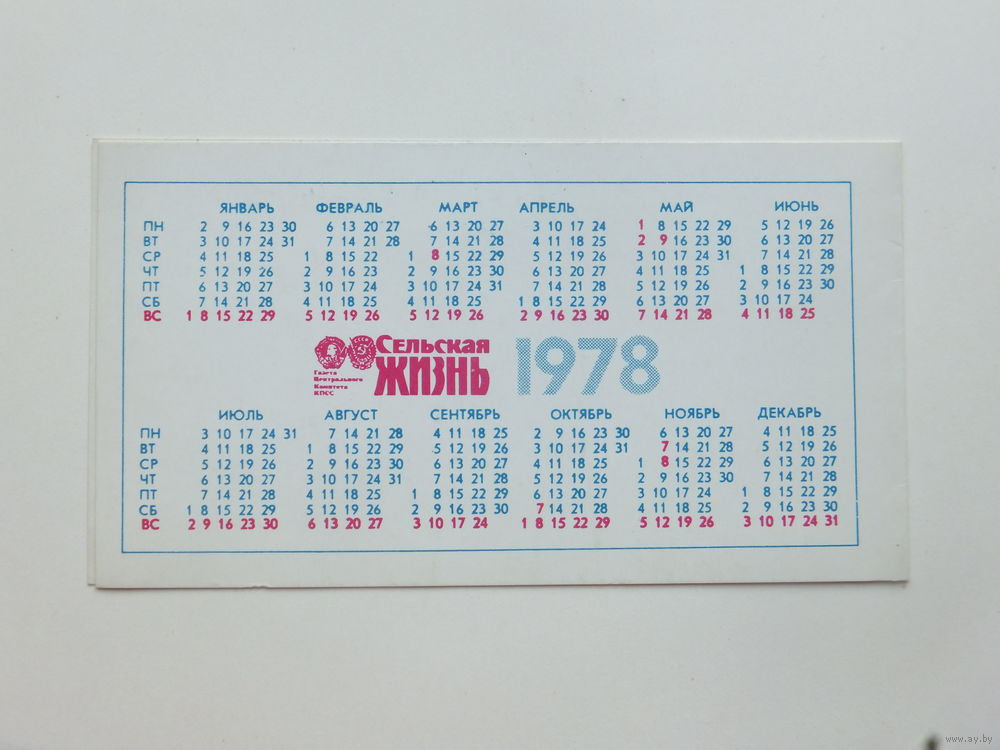 ЯНВАРЬ ФЕВРАЛЬ МАРТ АПРЕЛЬ МАЙ ИЮНЬ
ПН 2 9 16 23 30 6 13 20 27 6 13 20 27 3 10 17 24 1 8 15 22 29 5 12 19 26
ВТ 3 10 17 24 31 7 14 21 28 7 14 21 28 4 11 18 25 2 9 16 23 30 6 13 20 27
СР 4 11 18 25 1 8 15 22 1 8 15 22 29 5 12 19 26 3 10 17 24 31 7 14 21 28
ЧТ 5 12 19 26 2 9 16 23 2 9 16 23 30 6 13 20 27 4 11 18 25 1 8 15 22 29
ПТ 6 13 20 27 3 10 17 24 3 10 17 24 31 7 14 21 28 5 12 19 26 2 9 16 23 30
СБ 7 14 21 28 4 11 18 25 4 11 18 25 1 8 15 22 29 6 13 20 27 3 10 17 24
ВС 1 8 15 22 29 5 12 19 26 5 12 19 26 2 9 16 23 30 7 14 21 28 4 11 18 25
Сельская
ЖИЗНЬ
Газета
Центрального
Комитета
КПСС
1978
ИЮЛЬ АВГУСТ СЕНТЯБРЬ ОКТЯБРЬ НОЯБРЬ ДЕКАБРЬ
ПН 3 10 17 24 31 7 14 21 28 4 11 18 25 2 9 16 23 30 6 13 20 27 4 11 18 25
ВТ 4 11 18 25 1 8 15 22 29 5 12 19 26 3 10 17 24 31 7 14 21 28 5 12 19 26
СР 5 12 19 26 2 9 16 23 30 6 13 20 27 4 11 18 25 1 8 15 22 29 6 13 20 27
ЧТ 6 13 20 27 3 10 17 24 31 7 14 21 28 5 12 19 26 2 9 16 23 30 7 14 21 28
ПТ 7 14 21 28 4 11 18 25 1 8 15 22 29 6 13 20 27 3 10 17 24 1 8 15 22 29
СБ 1 8 15 22 29 5 12 19 26 2 9 16 23 30 7 14 21 28 4 11 18 25 2 9 16 23 30
ВС 2 9 16 23 30 6 13 20 27 3 10 17 24 1 8 15 22 29 5 12 19 26 3 10 17 24 31
www.ay.by